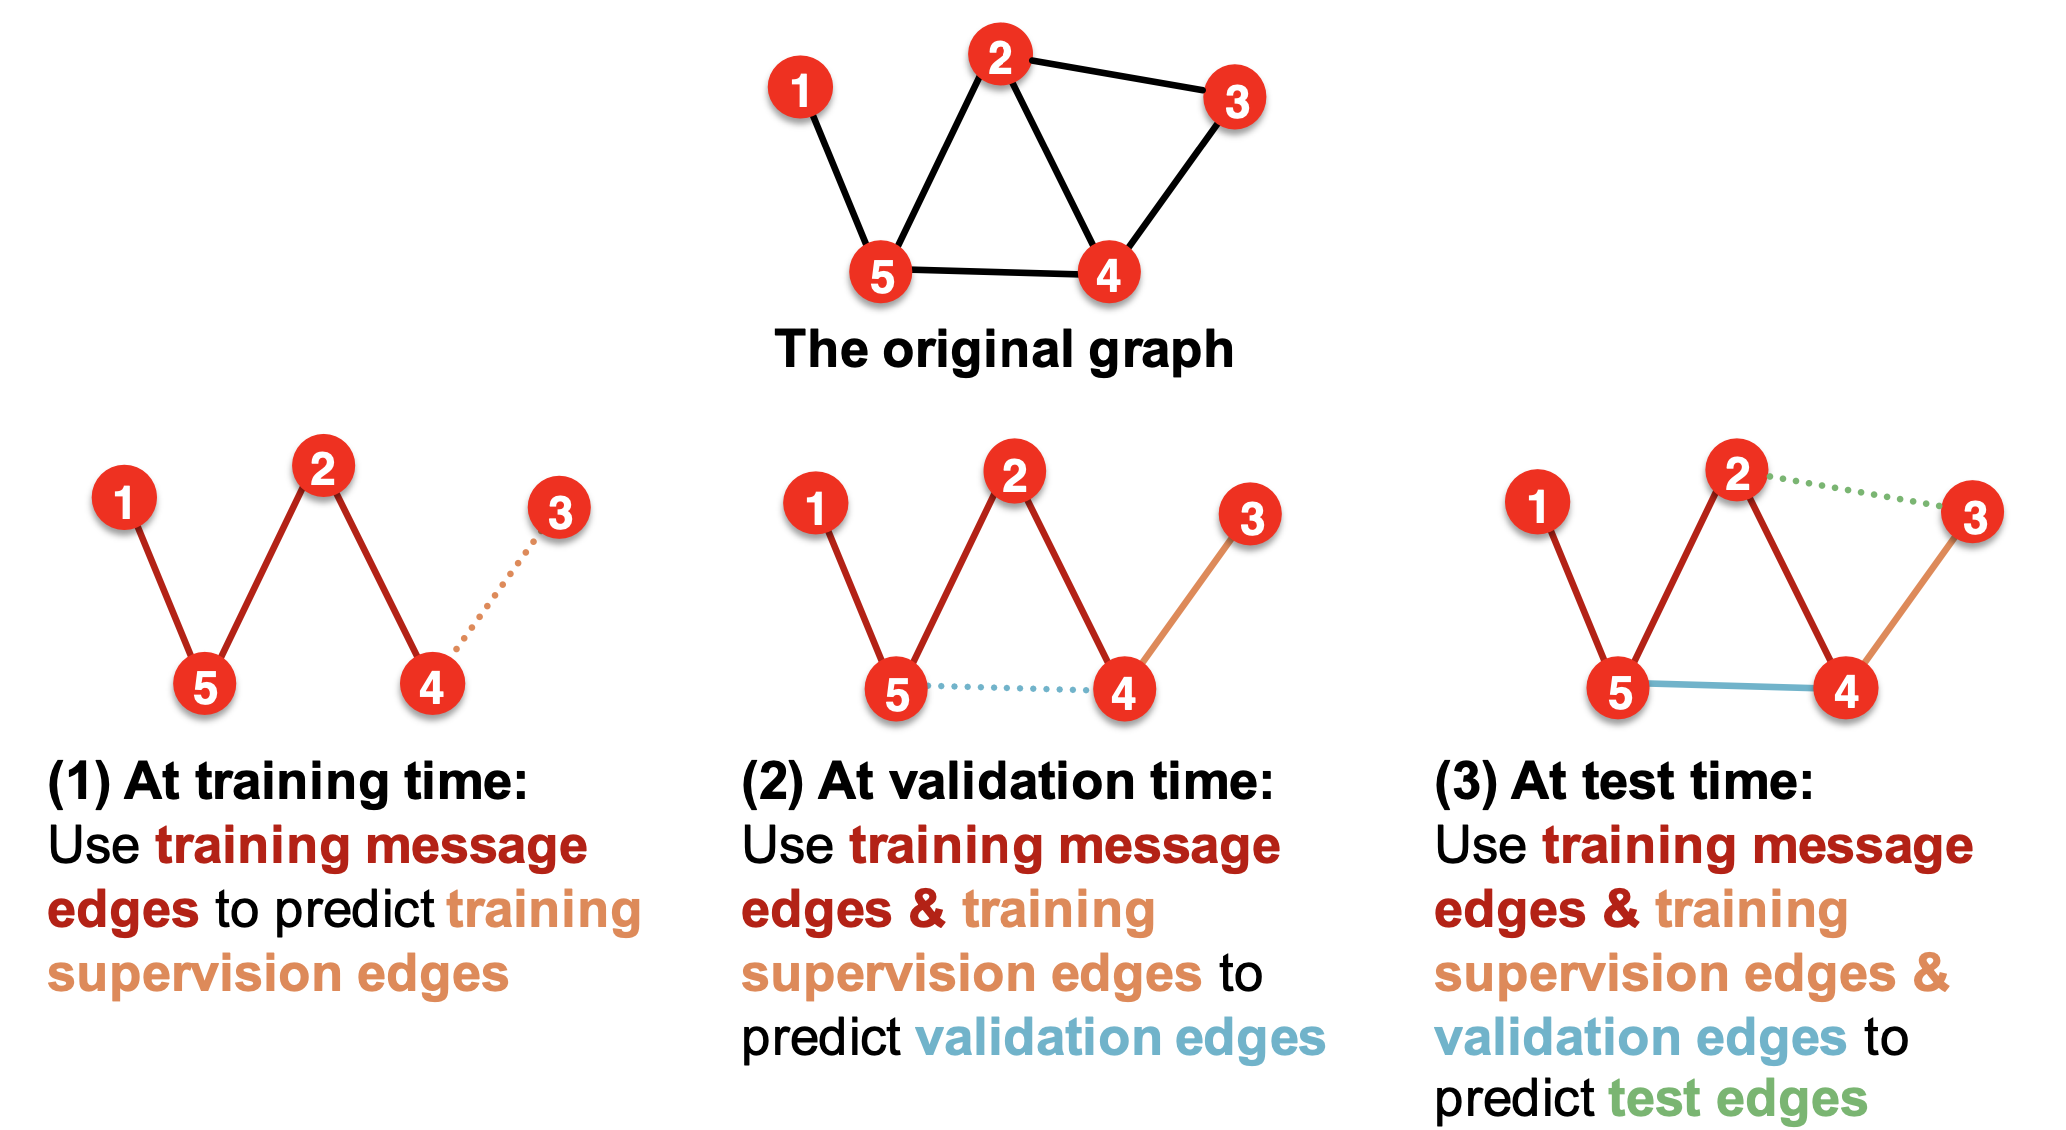 1
2
3
5
4
The original graph
1
2
3
5
4
(1) At training time:
Use training message
edges to predict training
supervision edges
1
2
3
5
4
(2) At validation time:
Use training message
edges & training
supervision edges to
predict validation edges
1
2
3
5
4
(3) At test time:
Use training message
edges & training
supervision edges &
validation edges to
predict test edges